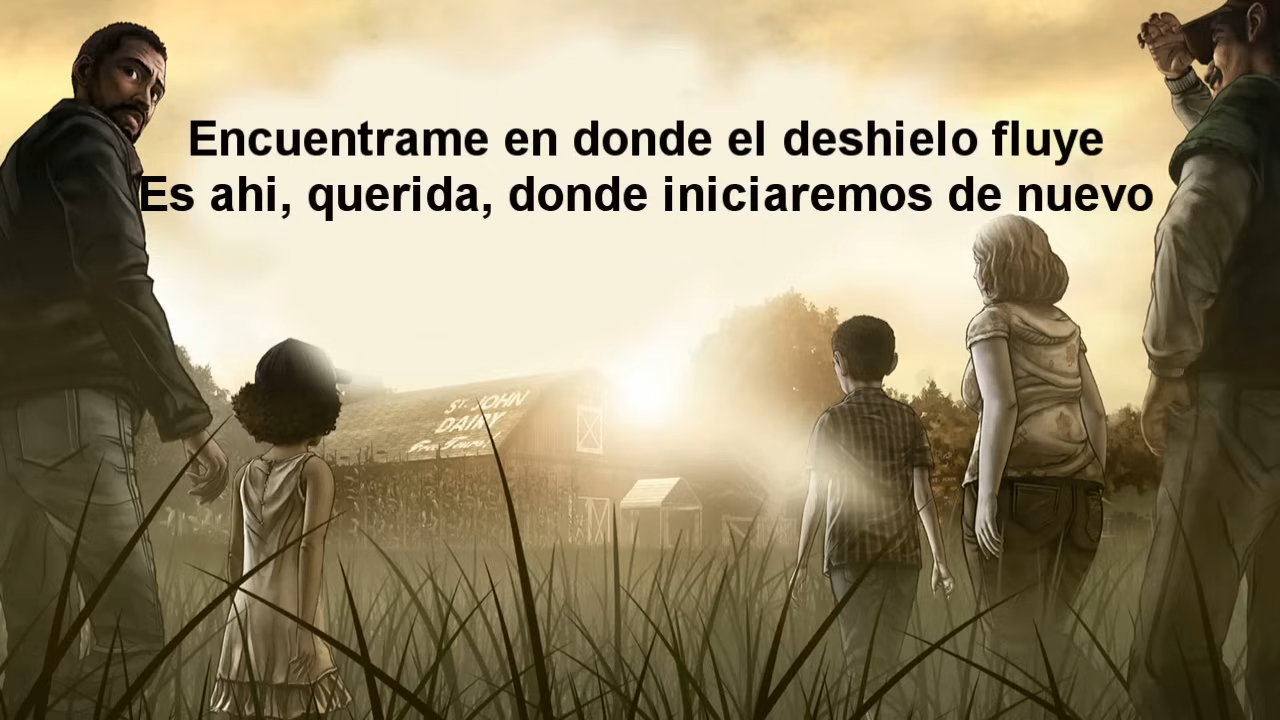 Encuentrame en donde el deshielo fluye
Es ahi, querida, donde iniciaremos de nuevo
ST. JOHN
DAIRY